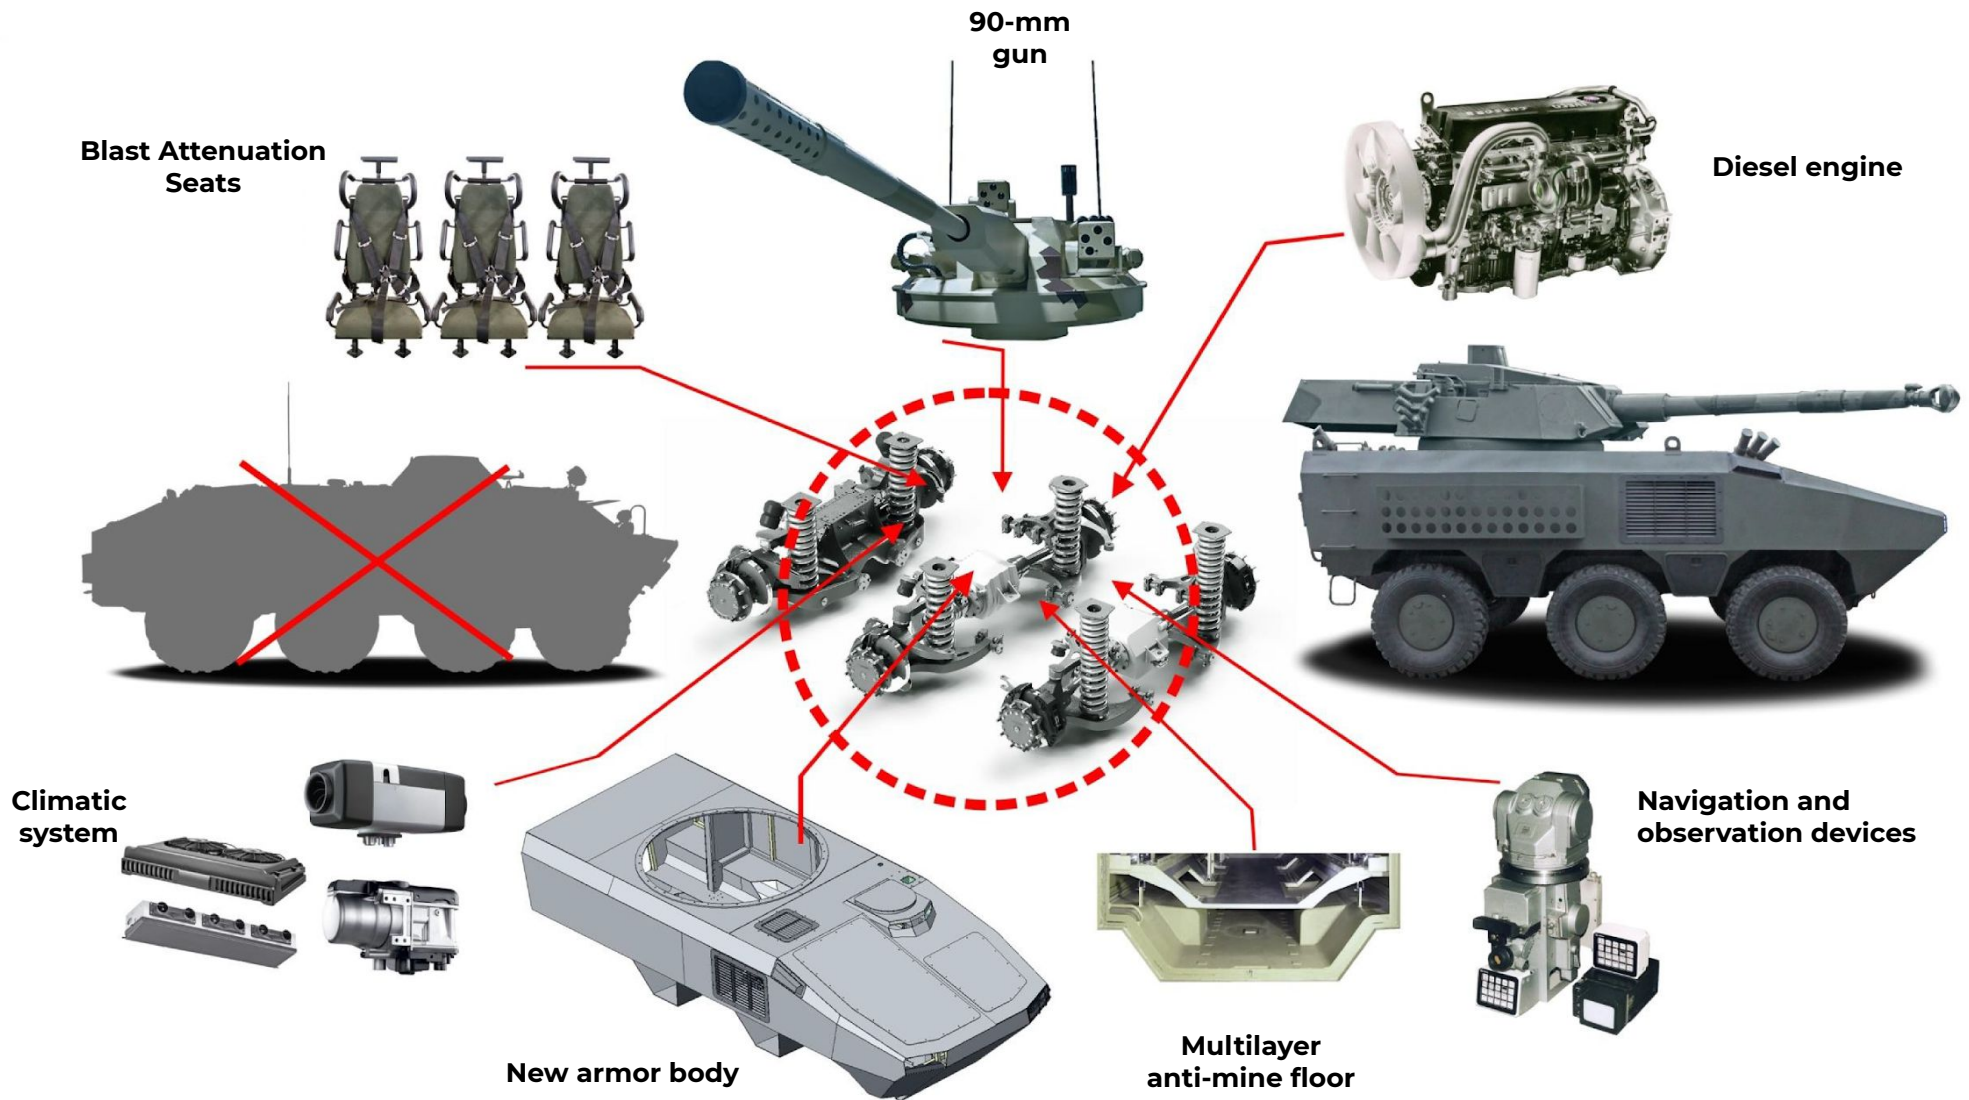 90-mm
gun
Blast Attenuation
Seats
Diesel engine
Climatic
system
Navigation and
observation devices
New armor body
Multilayer
anti-mine floor